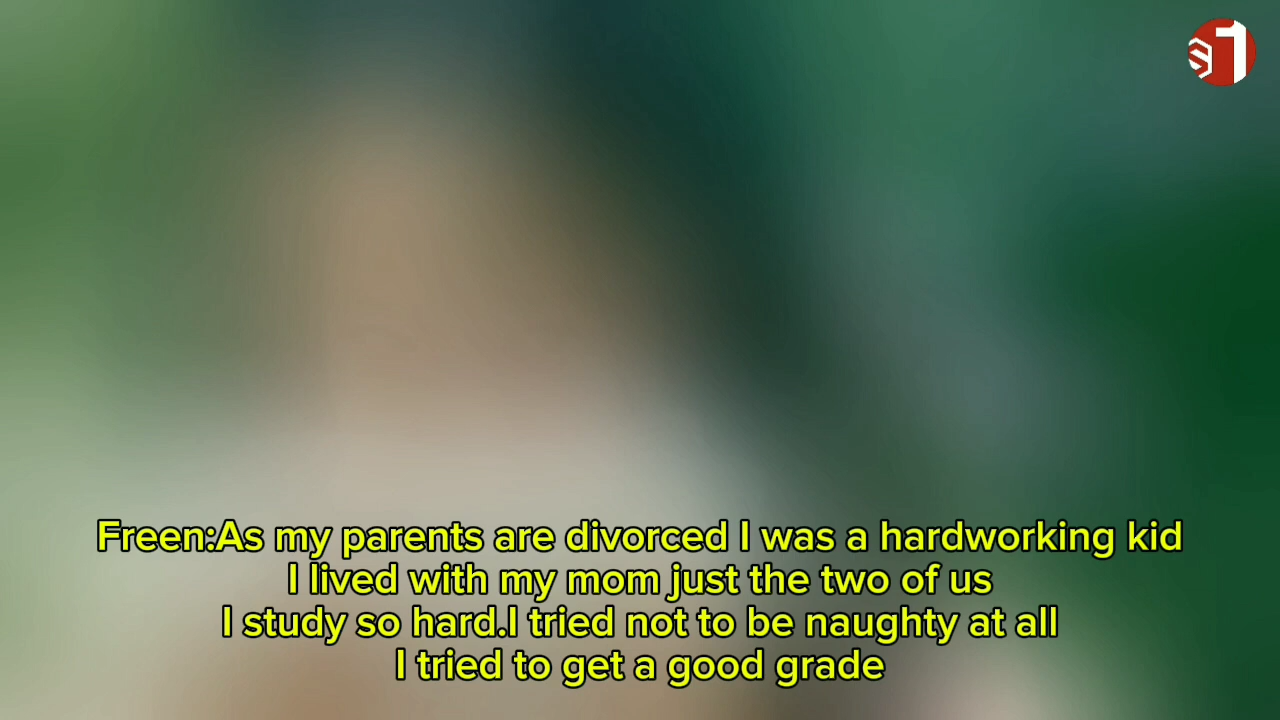 Freen:As my parents are divorced I was a hardworking kid
I lived with my mom just the two of us
I study so hard.I tried not to be naughty at all
I tried to get a good grade